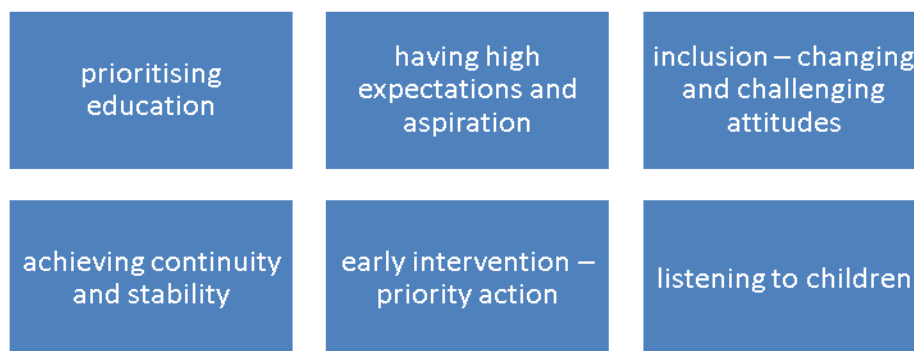 prioritising
education
having high
expectations and
aspiration
inclusion – changing
and challenging
attitudes
achieving continuity
and stability
early intervention –
priority action
listening to children